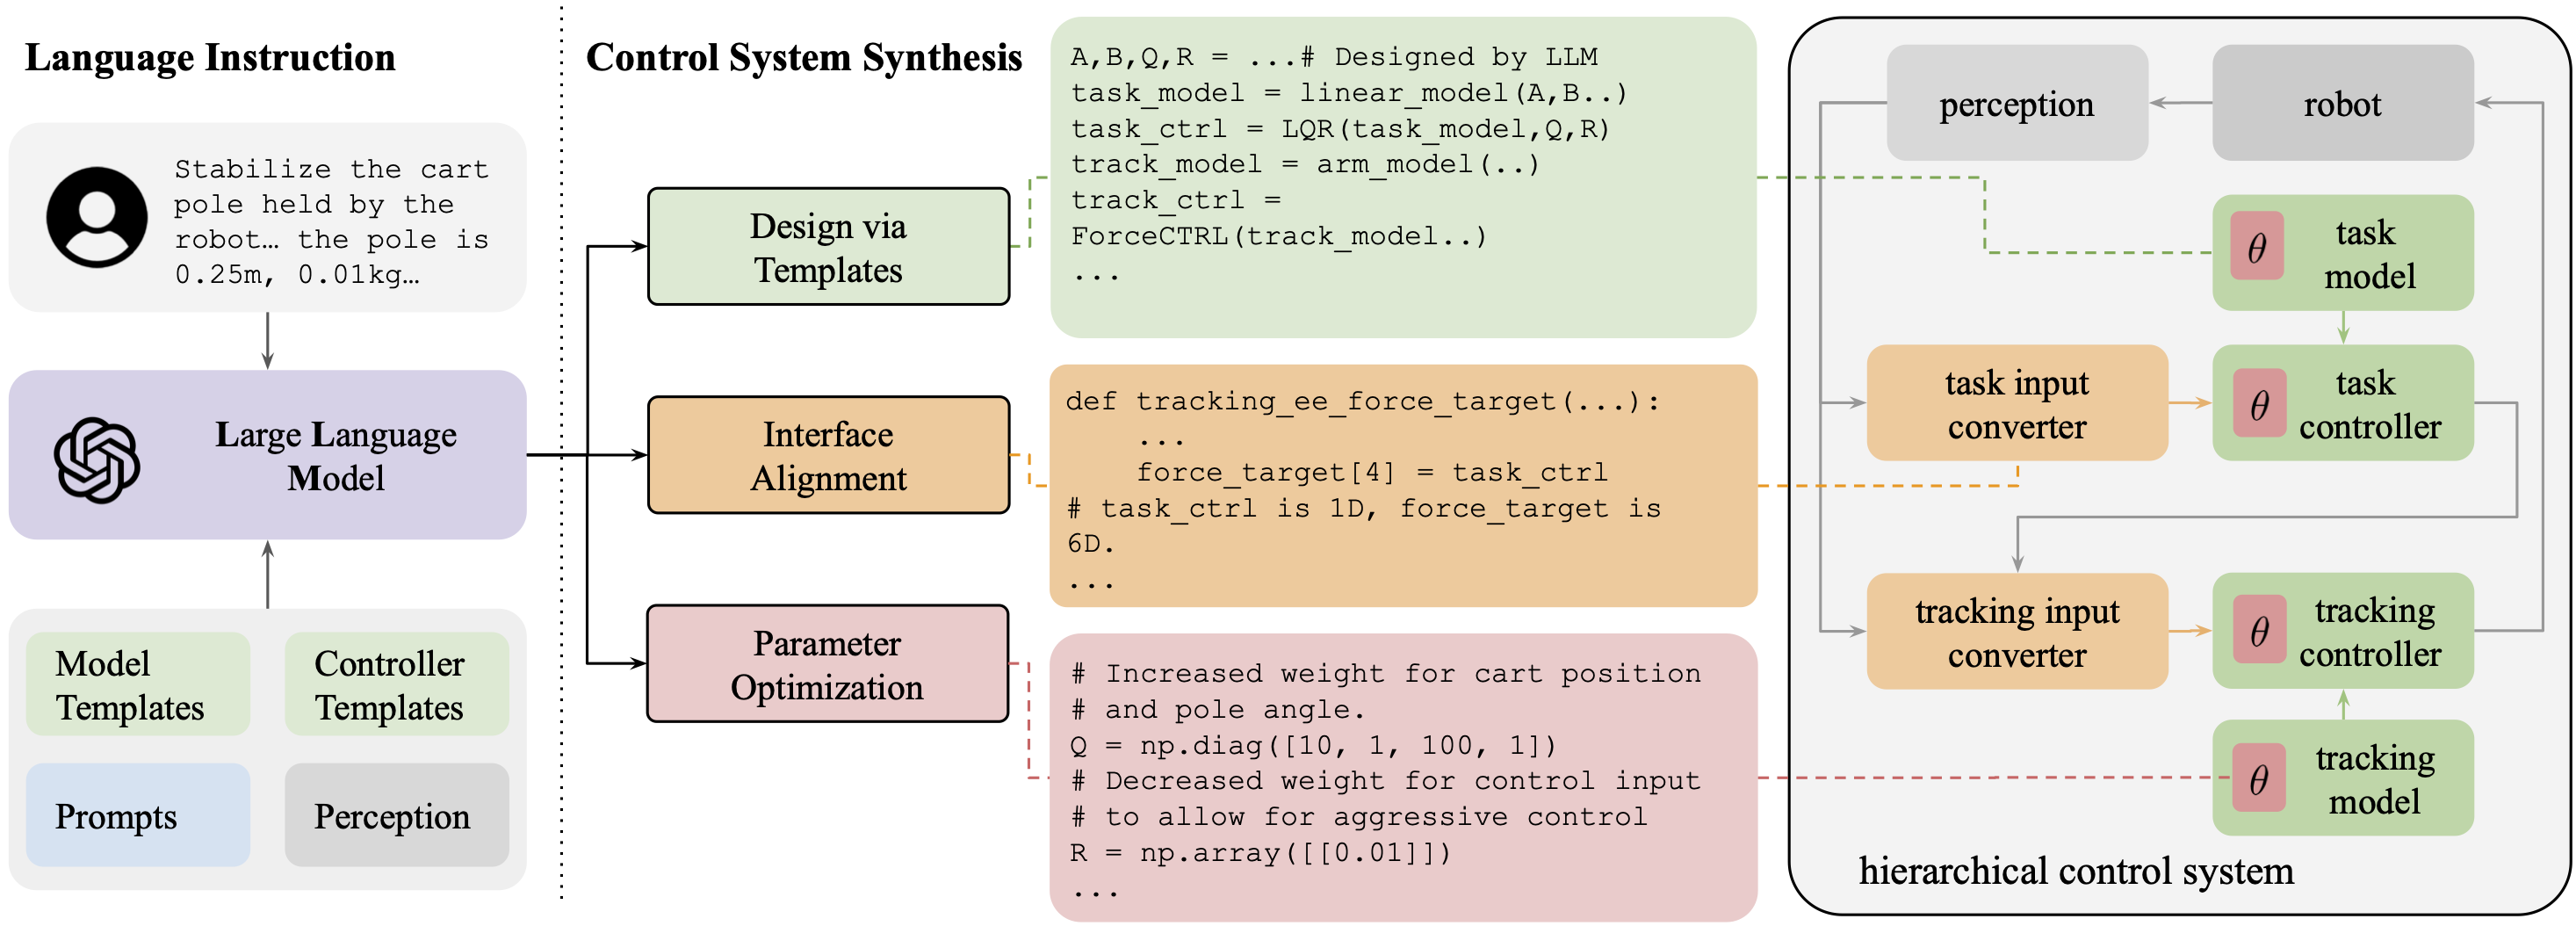 Language Instruction
Stabilize the cart
pole held by the
robot… the pole is
0.25m, 0.01kg…
Large Language
Model
Model
Templates
Controller
Templates
Prompts
Perception
Control System Synthesis
Design via
Templates
Interface
Alignment
Parameter
Optimization
A,B,Q,R = ...# Designed by LLM
task_model = linear_model(A,B..)
task_ctrl = LQR(task_model,Q,R)
track_model = arm_model(..)
track_ctrl =
ForceCTRL(track_model..)
...
def tracking_ee_force_target(...):
    ...
    force_target[4] = task_ctrl
# task_ctrl is 1D, force_target is
6D.
...
# Increased weight for cart position
# and pole angle.
Q = np.diag([10, 1, 100, 1])
# Decreased weight for control input
# to allow for aggressive control
R = np.array([[0.01]])
...
perception
robot
θ
task
model
task input
converter
θ
task
controller
tracking input
converter
θ
tracking
controller
θ
tracking
model
hierarchical control system